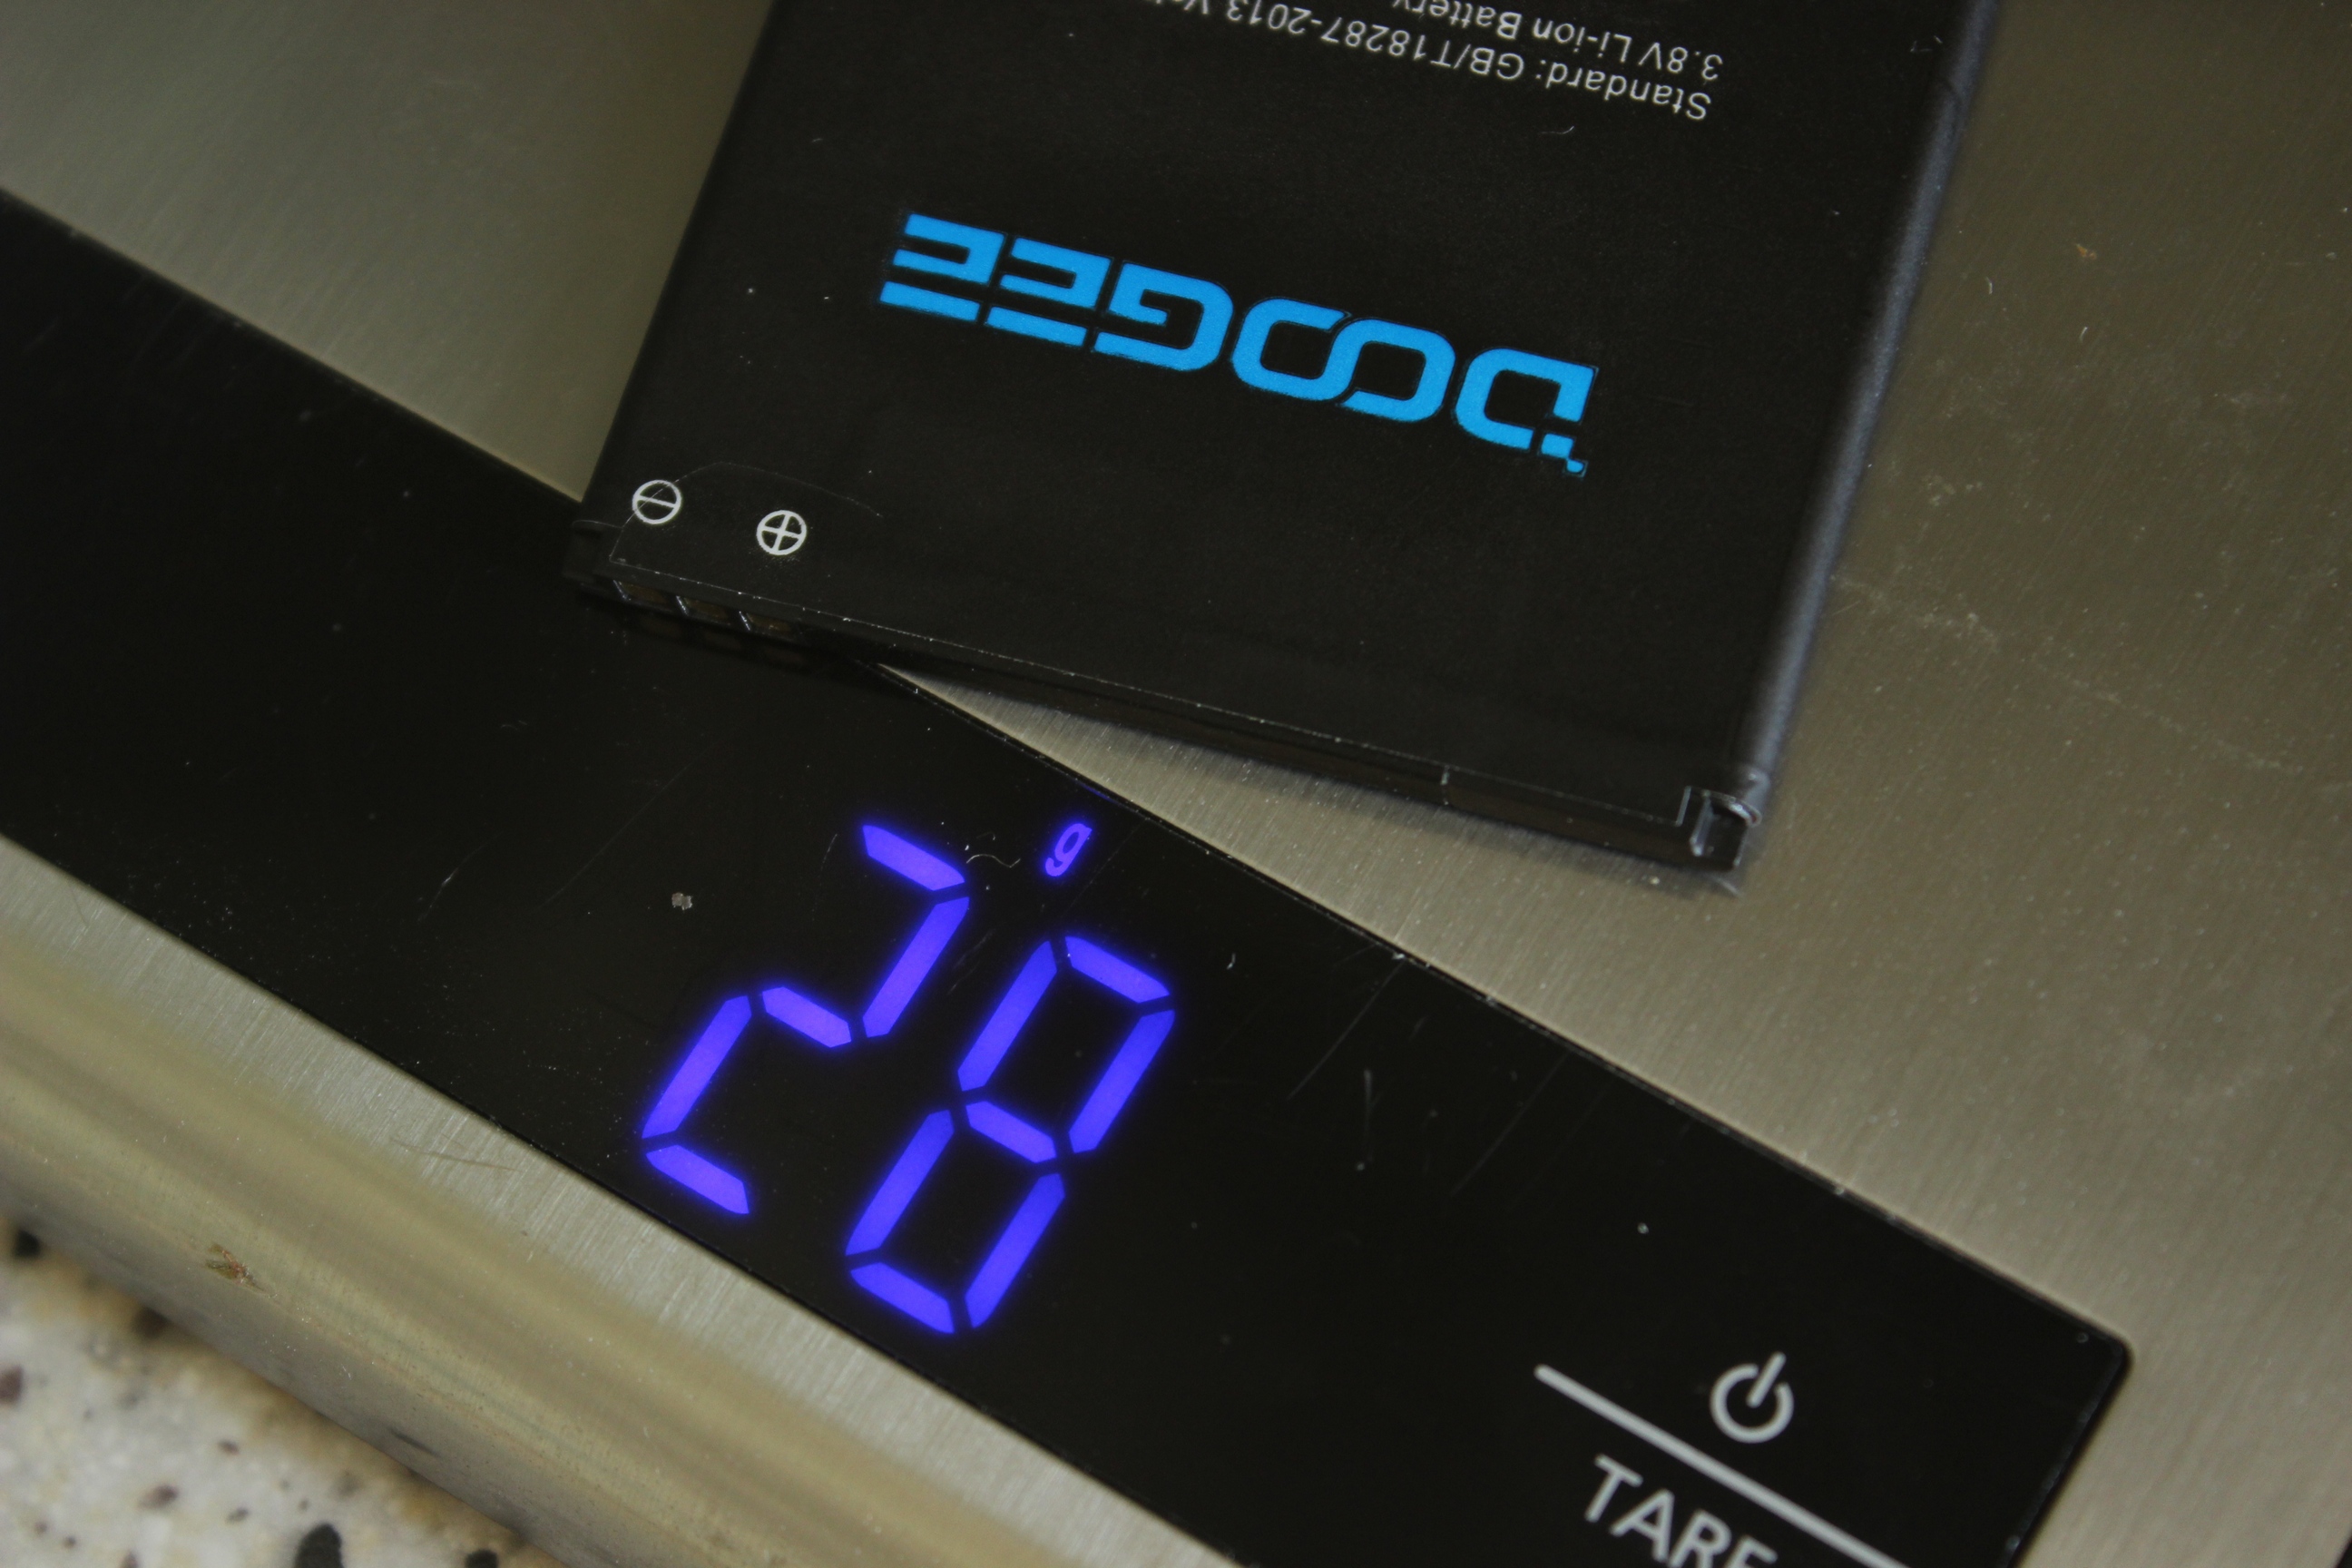 DOOGEE
Standard: GB/T18287-2013
3.8V Li-ion Battery
g
28
TARE